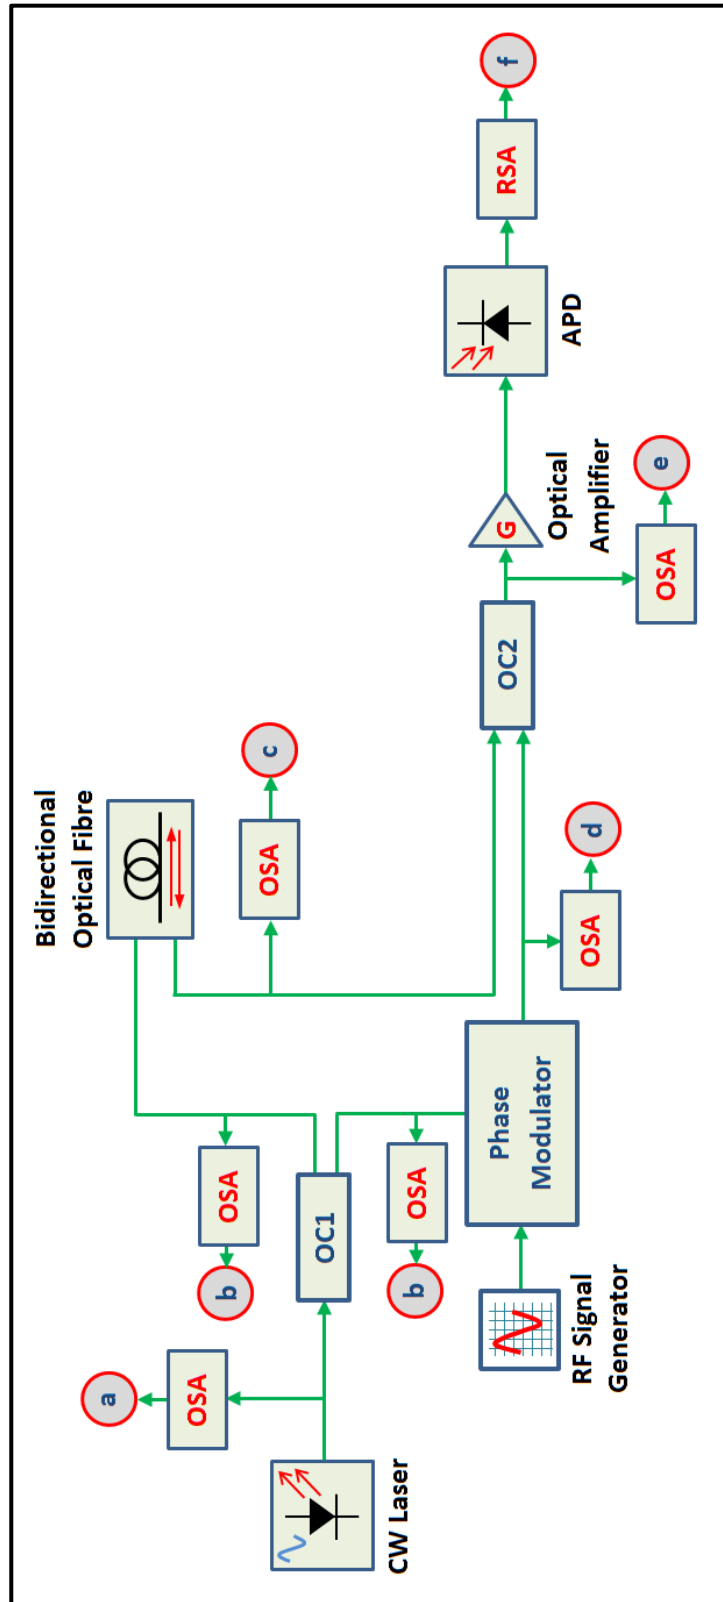 CW Laser
OSA
a
OC1
OSA
b
OSA
b
RF Signal
Generator
Phase
Modulator
Bidirectional
Optical Fibre
OSA
c
OSA
d
OC2
G
Optical
Amplifier
OSA
e
APD
RSA
f